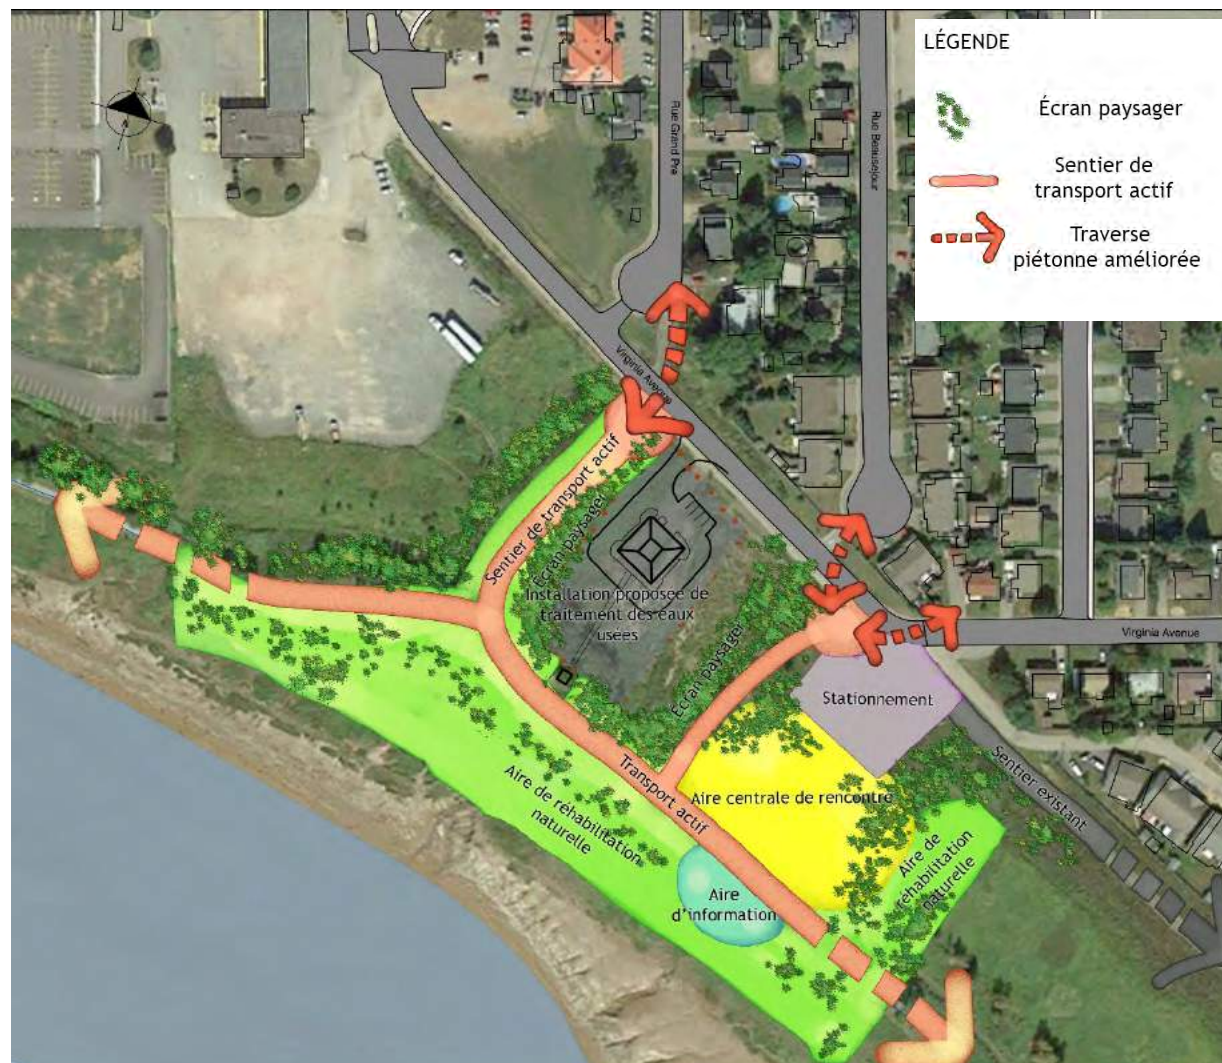 LÉGENDE
Écran paysager
Sentier de
transport actif
Traverse
piétonne améliorée
Rue Grand Pre
Rue Beausejour
Virginia Avenue
Sentier de transport actif
Écran paysager
Installation proposée de
traitement des eaux
usées
Écran paysager
Virginia Avenue
Stationnement
Sentier existant
Transport actif
Aire centrale de rencontre
Aire de réhabilitation
naturelle
Aire de
réhabilitation
naturelle
Aire
d'information